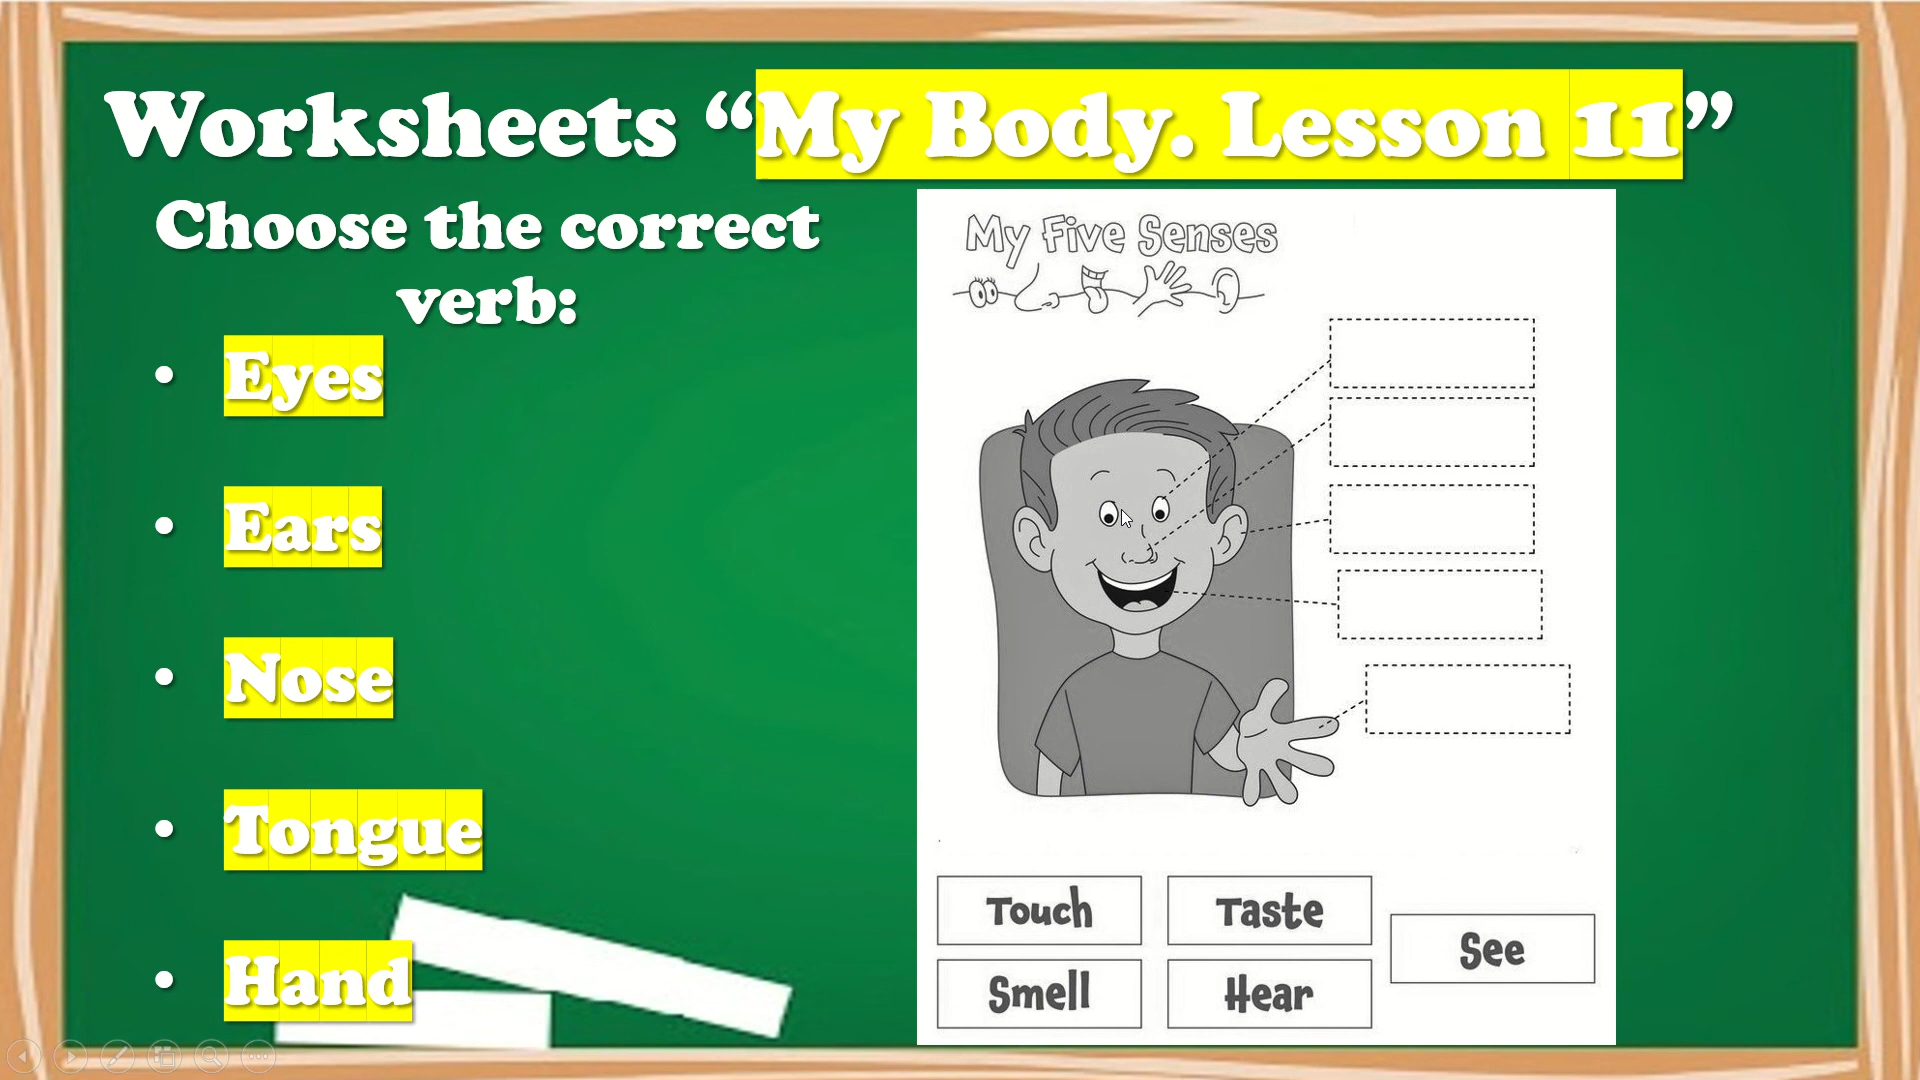 Worksheets “My Body. Lesson 11”
Choose the correct
verb:
• Eyes
• Ears
• Nose
• Tongue
• Hand
My Five Senses
Touch
Taste
See
Smell
Hear